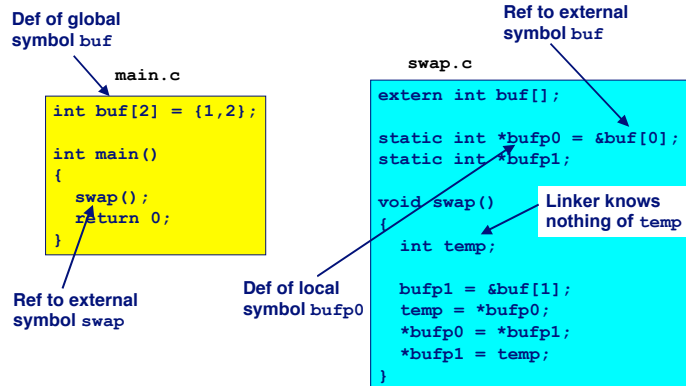 Def of global
symbol buf
main.c
int buf[2] = {1,2};
int main()
{
swap();
return 0;
}
Ref to external
symbol swap
Ref to external
symbol buf
swap.c
extern int buf[];
static int *bufp0 = &buf[0];
static int *bufp1;
void swap()
{
int temp;
Linker knows
nothing of temp
Def of local
symbol bufp0
bufp1 = &buf[1];
temp = *bufp0;
*bufp0 = *bufp1;
*bufp1 = temp;
}